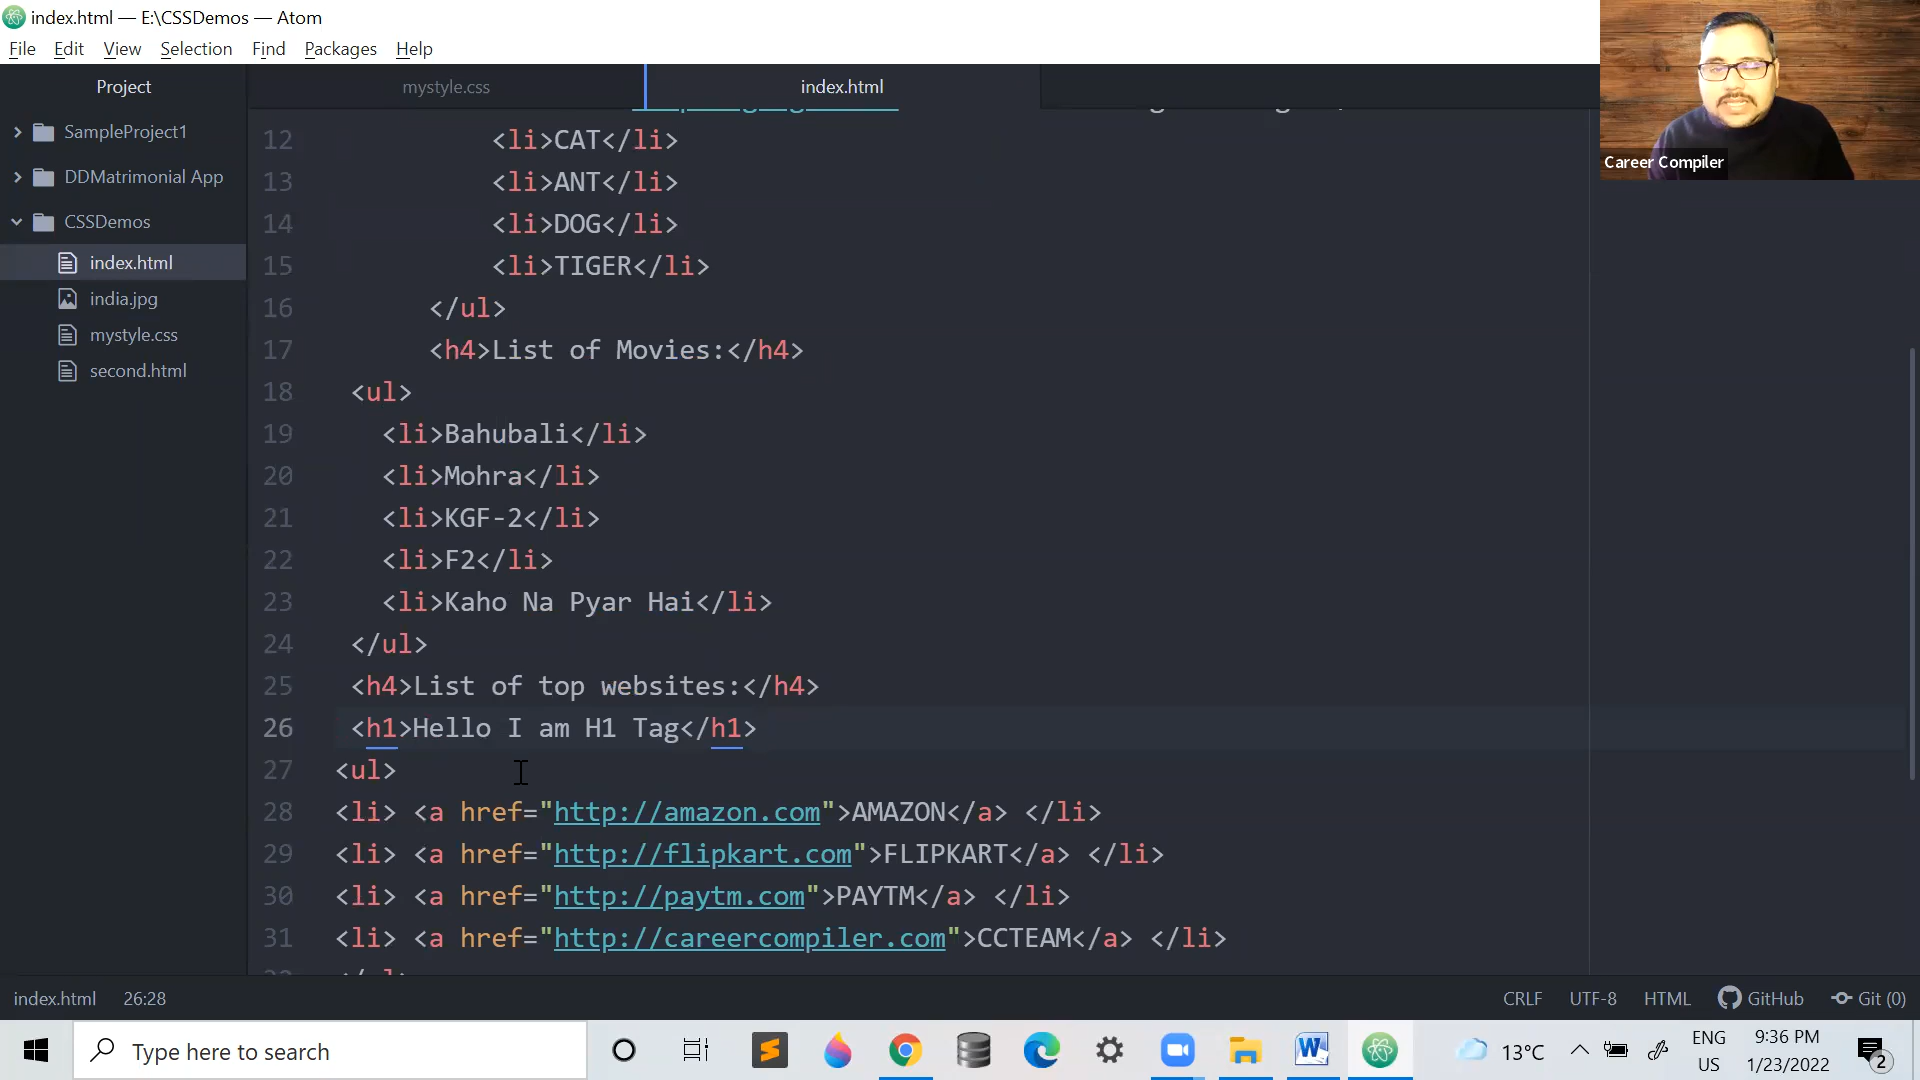 index.html — E:\CSSDemos — Atom
File Edit View Selection Find Packages Help
Project
mystyle.css
index.html
SampleProject1
DDMatrimonial App
CSSDemos
index.html
india.jpg
mystyle.css
second.html
Career Compiler
12 <li>CAT</li>
13 <li>ANT</li>
14 <li>DOG</li>
15 <li>TIGER</li>
16 </ul>
17 <h4>List of Movies:</h4>
18 <ul>
19 <li>Bahubali</li>
20 <li>Mohra</li>
21 <li>KGF-2</li>
22 <li>F2</li>
23 <li>Kaho Na Pyar Hai</li>
24 </ul>
25 <h4>List of top websites:</h4>
26 <h1>Hello I am H1 Tag</h1>
27 <ul>
28 <li> <a href="http://amazon.com">AMAZON</a> </li>
29 <li> <a href="http://flipkart.com">FLIPKART</a> </li>
30 <li> <a href="http://paytm.com">PAYTM</a> </li>
31 <li> <a href="http://careercompiler.com">CCTEAM</a> </li>
index.html 26:28 CRLF UTF-8 HTML GitHub Git (0)
Type here to search
13°C
ENG
US
9:36 PM
1/23/2022
2